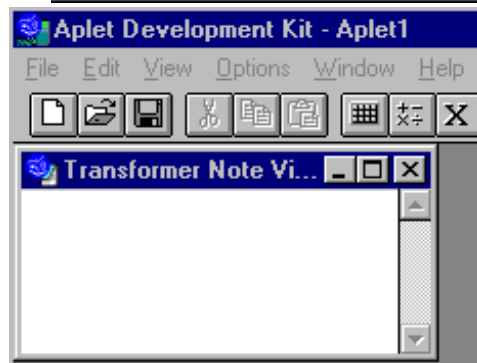 Aplet Development Kit - Aplet1
File Edit View Options Window Help
X
Transformer Note Vi...